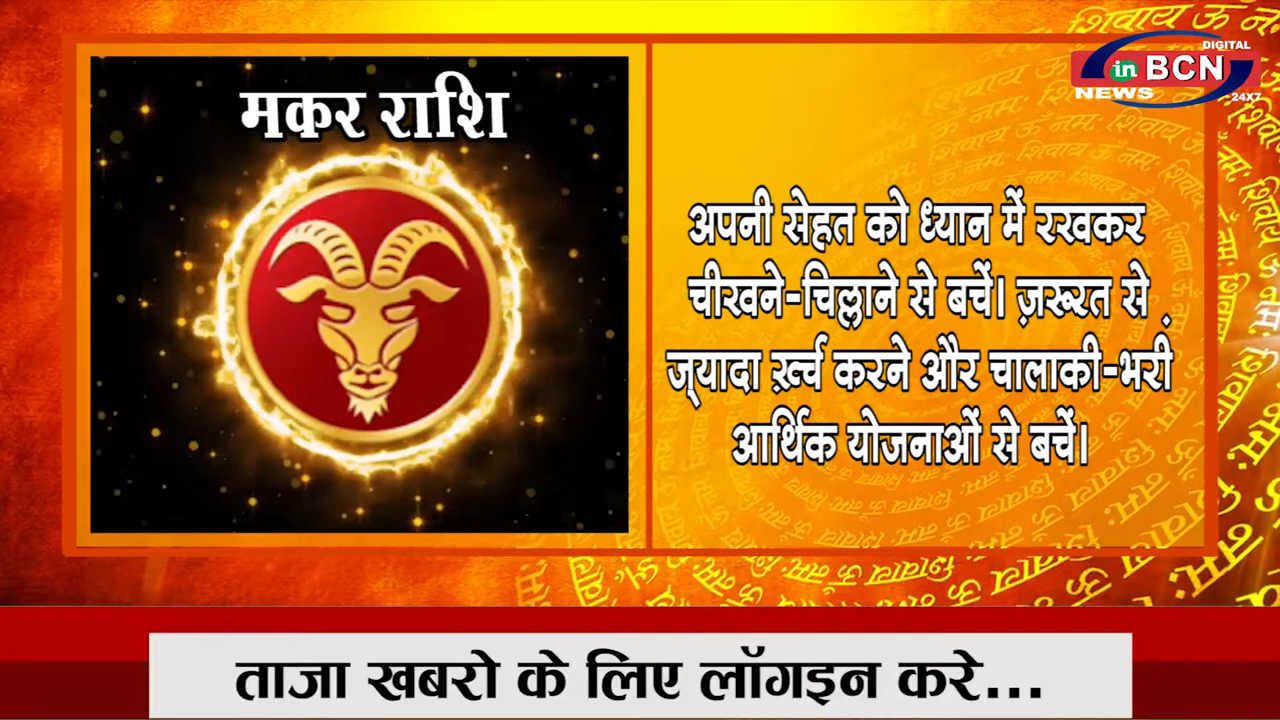 मकर राशि
DIGITAL
in BCN
NEWS
24X7
अपनी सेहत को ध्यान में रखकर
चीखने-चिल्लाने से बचें। ज़रूरत से
ज़्यादा ख़र्च करने और चालाकी-भरी
आर्थिक योजनाओं से बचें।
ताजा खबरो के लिए लॉगइन करे...